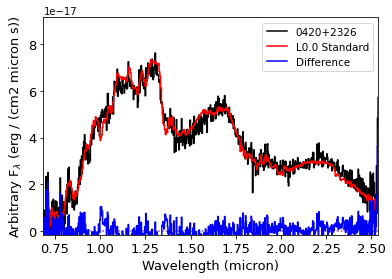 1e−17
0420+2326
L0.0 Standard
Difference
8
6
4
2
0
Arbitrary Fλ (erg / (cm2 micron s))
0.75 1.00 1.25 1.50 1.75 2.00 2.25 2.50
Wavelength (micron)